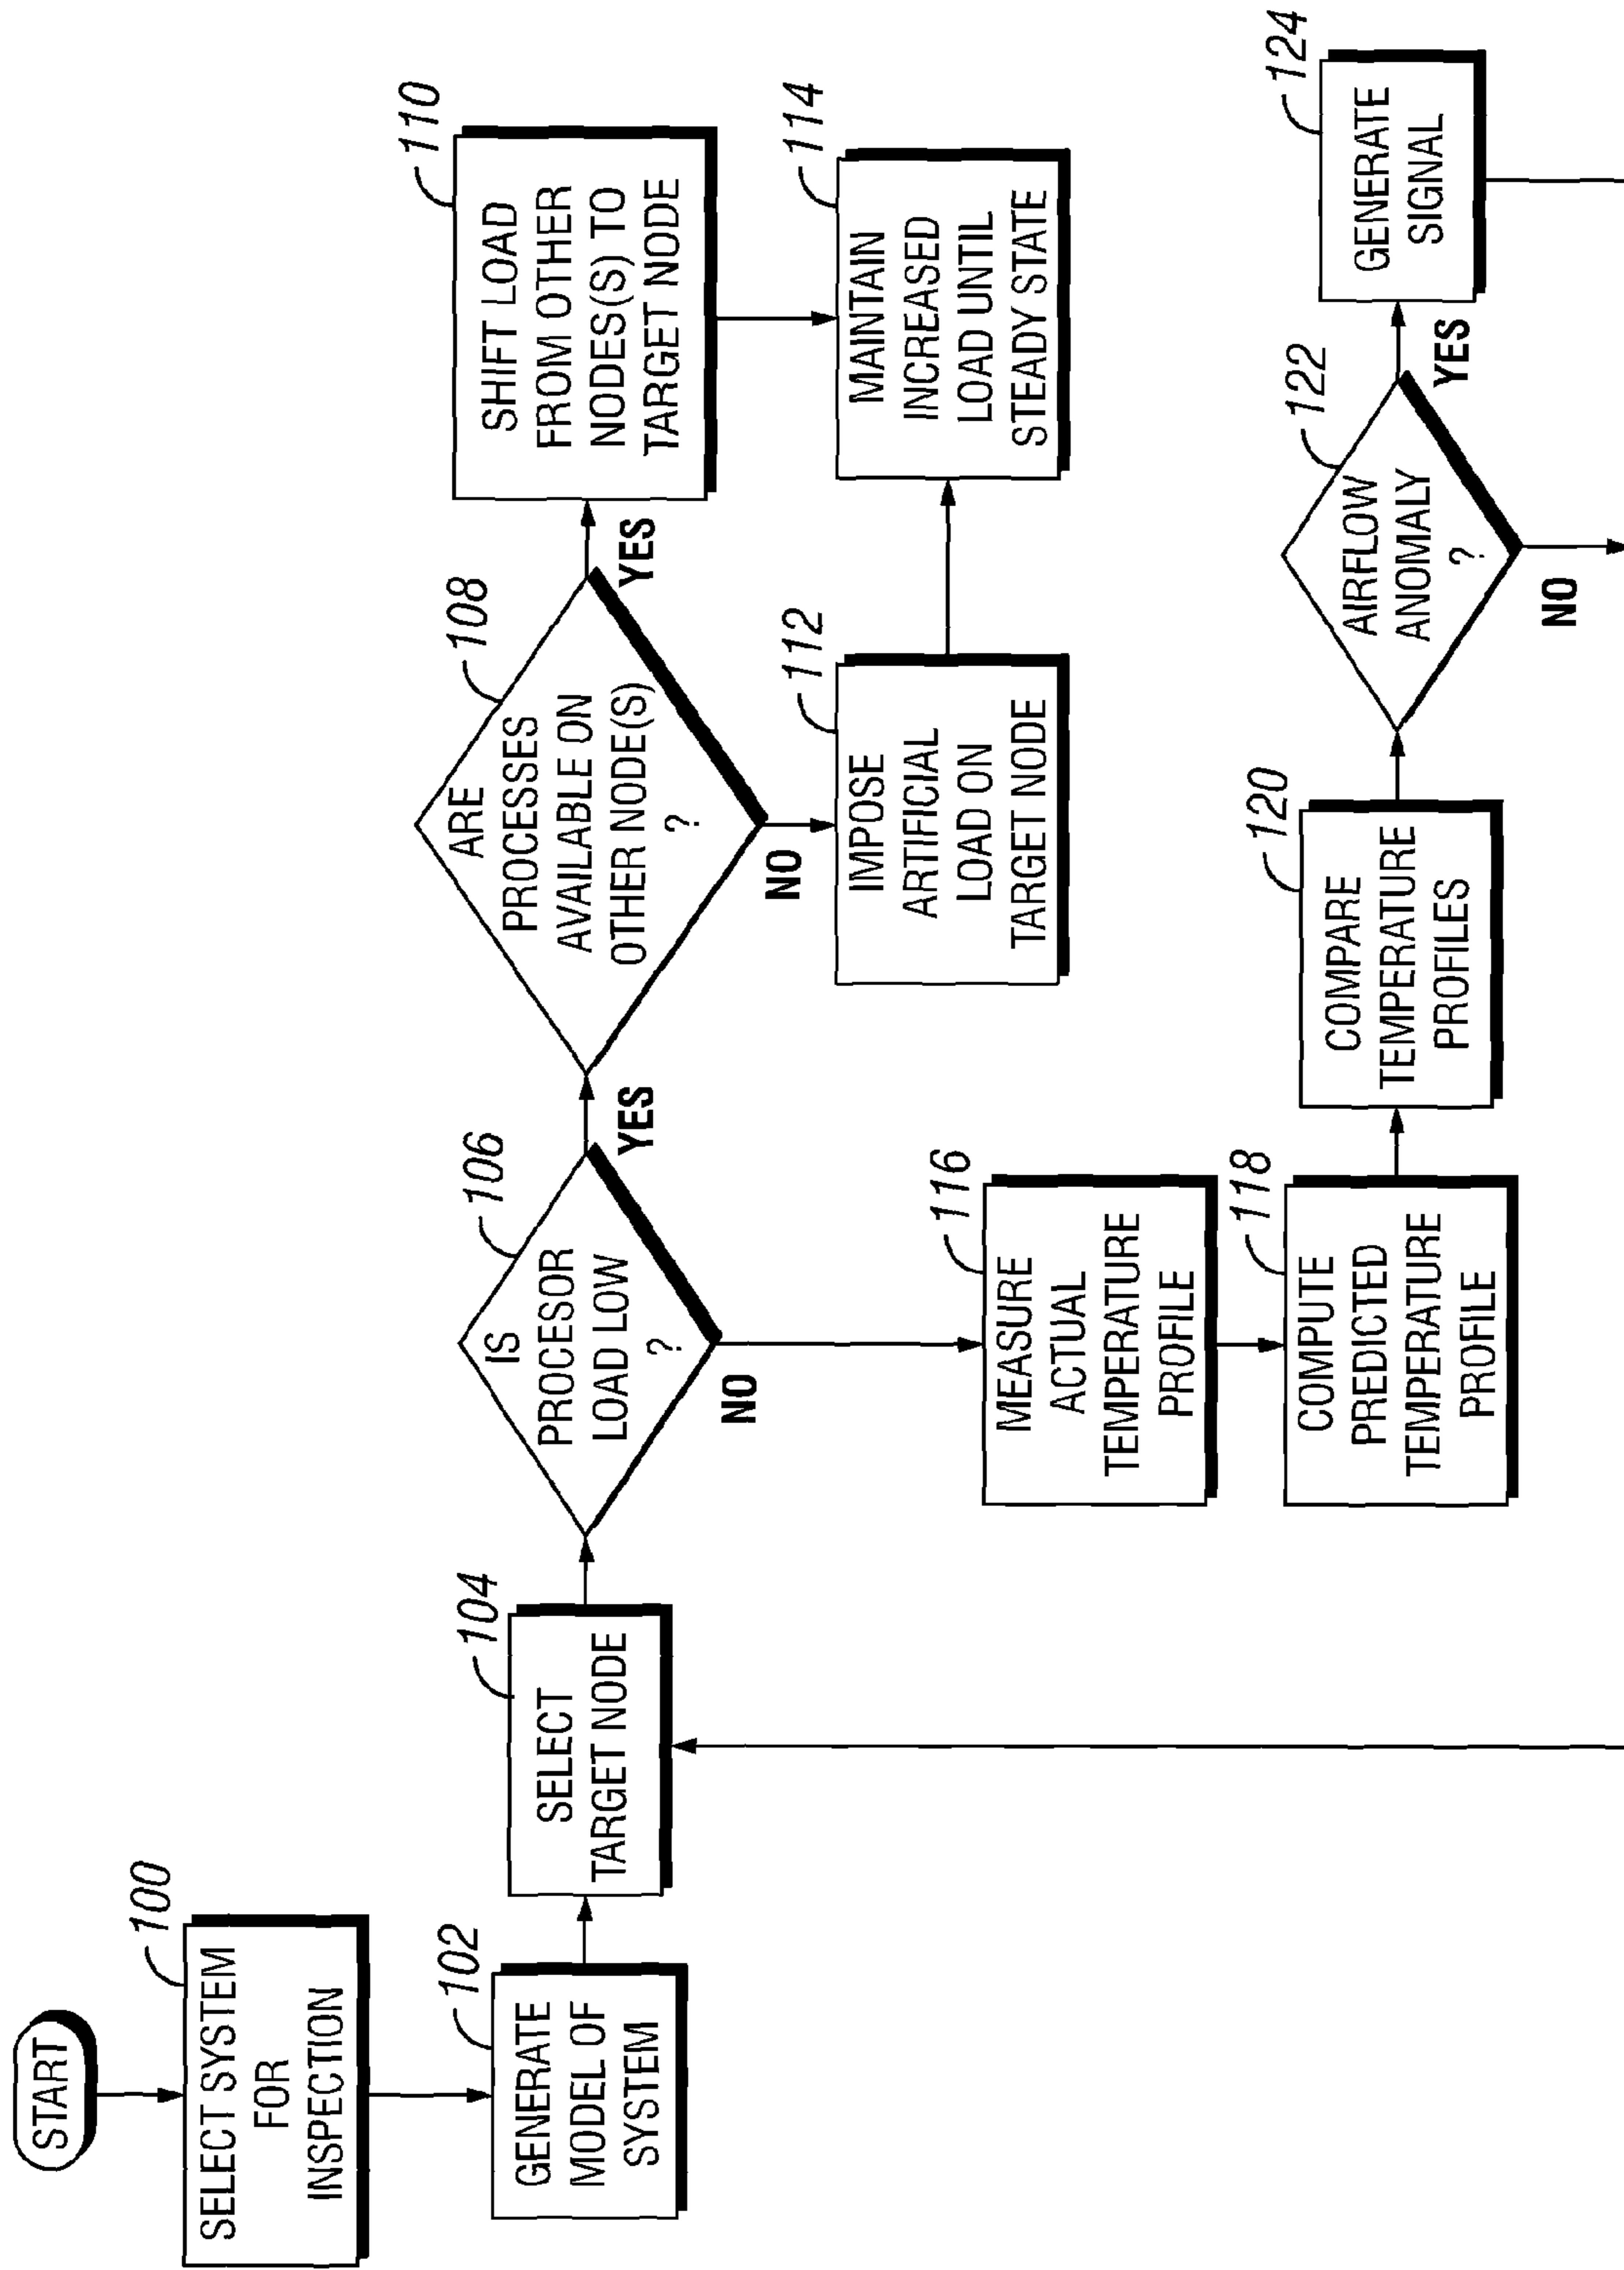 START
100
SELECT SYSTEM
FOR
INSPECTION
102
GENERATE
MODEL OF
SYSTEM
104
SELECT
TARGET NODE
106
IS
PROCESSOR
LOAD LOW
?
YES
NO
108
ARE
PROCESSES
AVAILABLE ON
OTHER NODE(S)
?
YES
NO
110
SHIFT LOAD
FROM OTHER
NODES(S) TO
TARGET NODE
112
IMPOSE
ARTIFICIAL
LOAD ON
TARGET NODE
114
MAINTAIN
INCREASED
LOAD UNTIL
STEADY STATE
116
MEASURE
ACTUAL
TEMPERATURE
PROFILE
118
COMPUTE
PREDICTED
TEMPERATURE
PROFILE
120
COMPARE
TEMPERATURE
PROFILES
122
AIRFLOW
ANOMALY
?
YES
NO
124
GENERATE
SIGNAL